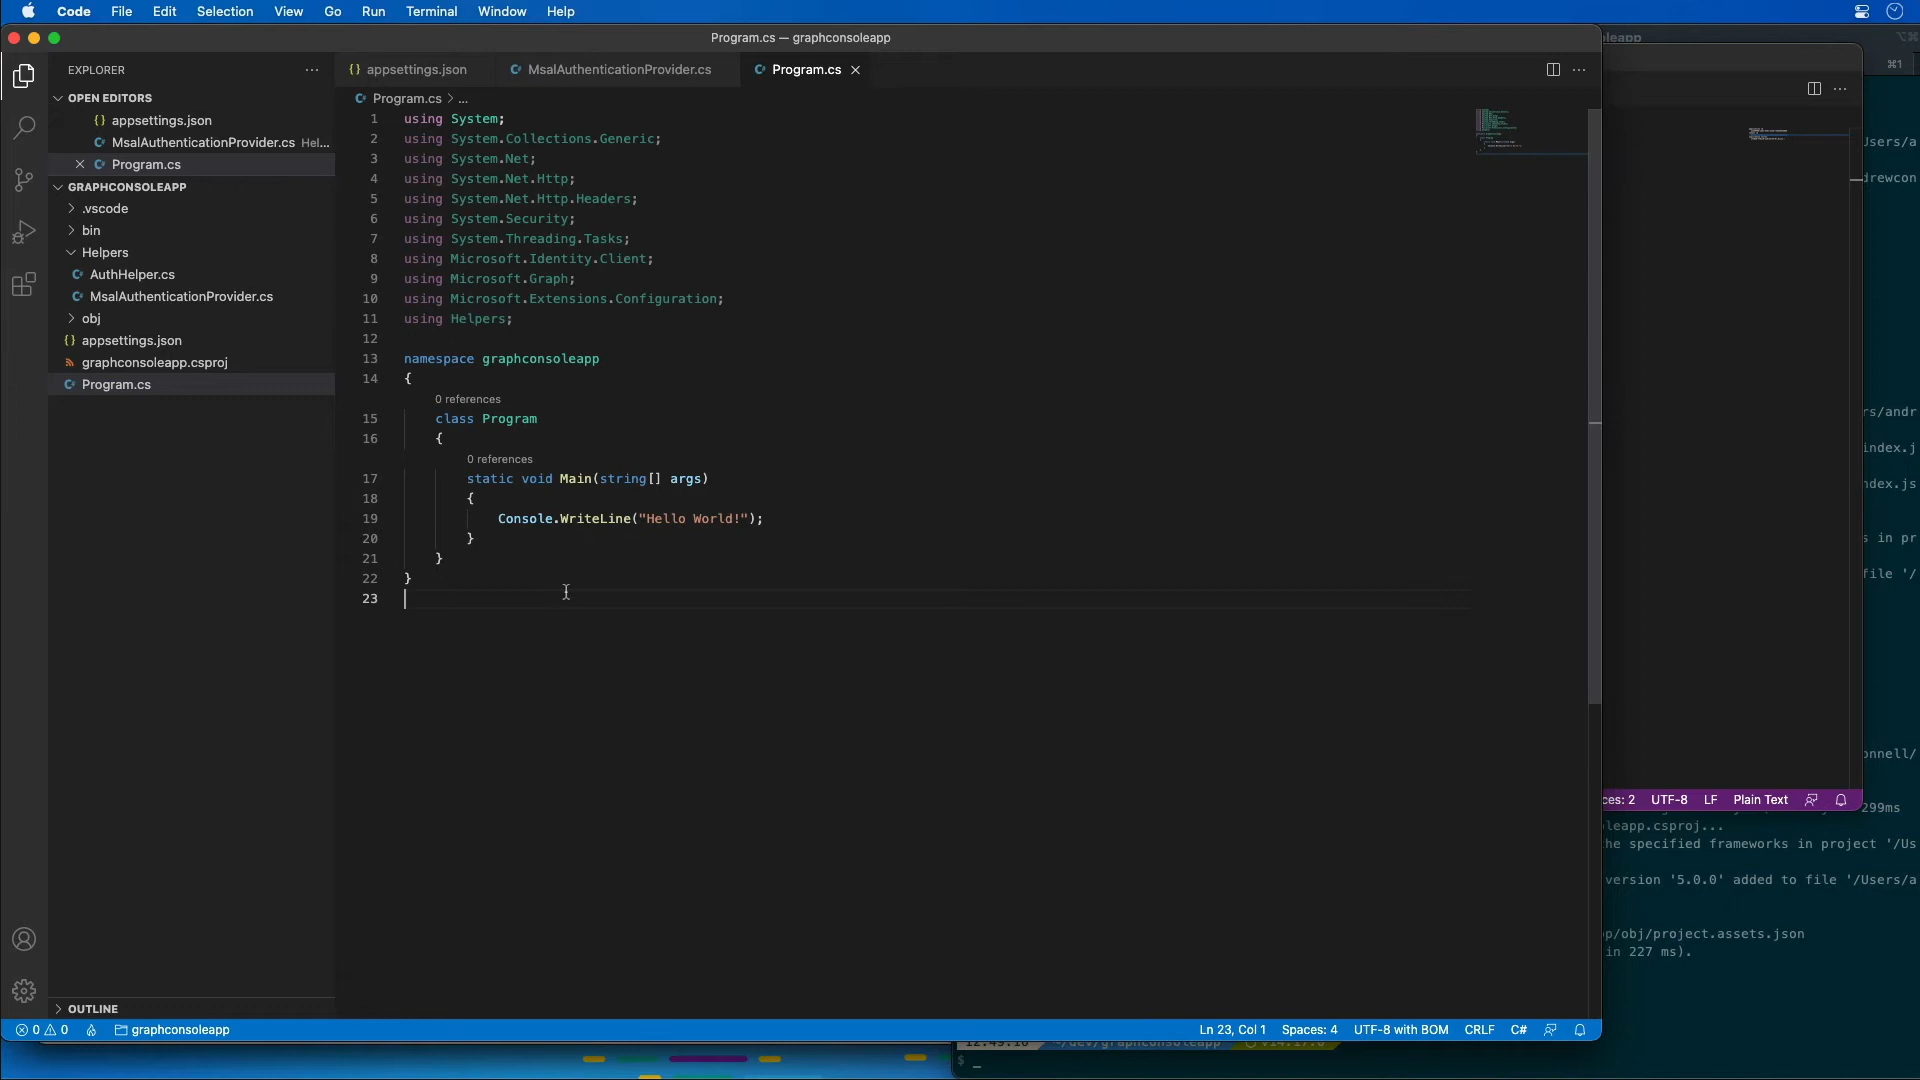 Code File Edit Selection View Go Run Terminal Window Help
Program.cs — graphconsoleapp
EXPLORER
OPEN EDITORS
appsettings.json
MsalAuthenticationProvider.cs Hel...
Program.cs
GRAPHCONSOLEAPP
.vscode
bin
Helpers
AuthHelper.cs
MsalAuthenticationProvider.cs
obj
appsettings.json
graphconsoleapp.csproj
Program.cs
OUTLINE
appsettings.json MsalAuthenticationProvider.cs Program.cs
Program.cs > ...
1 using System;
2 using System.Collections.Generic;
3 using System.Net;
4 using System.Net.Http;
5 using System.Net.Http.Headers;
6 using System.Security;
7 using System.Threading.Tasks;
8 using Microsoft.Identity.Client;
9 using Microsoft.Graph;
10 using Microsoft.Extensions.Configuration;
11 using Helpers;
12
13 namespace graphconsoleapp
14 {
0 references
15 class Program
16 {
0 references
17 static void Main(string[] args)
18 {
19 Console.WriteLine("Hello World!");
20 }
21 }
22 }
23
0 0 graphconsoleapp
Ln 23, Col 1 Spaces: 4 UTF-8 with BOM CRLF C#
oleapp
⌥⌘
⌘1
Jsers/a
drewcon
rs/andr
index.j
ndex.js
s in pr
file '/
onnell/
ces: 2 UTF-8 LF Plain Text
299ms
leapp.csproj...
he specified frameworks in project '/Us
version '5.0.0' added to file '/Users/a
p/obj/project.assets.json
in 227 ms).
~/dev/graphconsoleapp
$ _